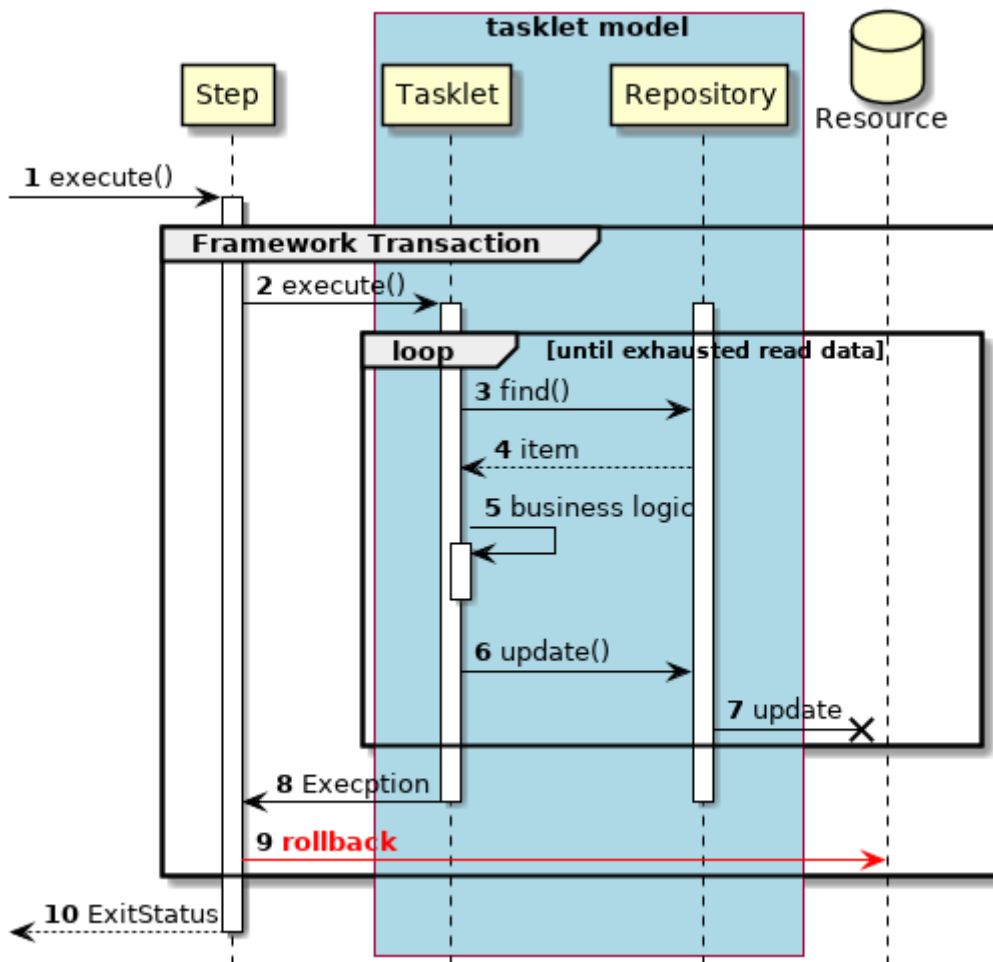 tasklet model
Step
Tasklet
Repository
Resource
1 execute()
Framework Transaction
2 execute()
loop
[until exhausted read data]
3 find()
4 item
5 business logic
6 update()
7 update
8 Execption
9 rollback
10 ExitStatus